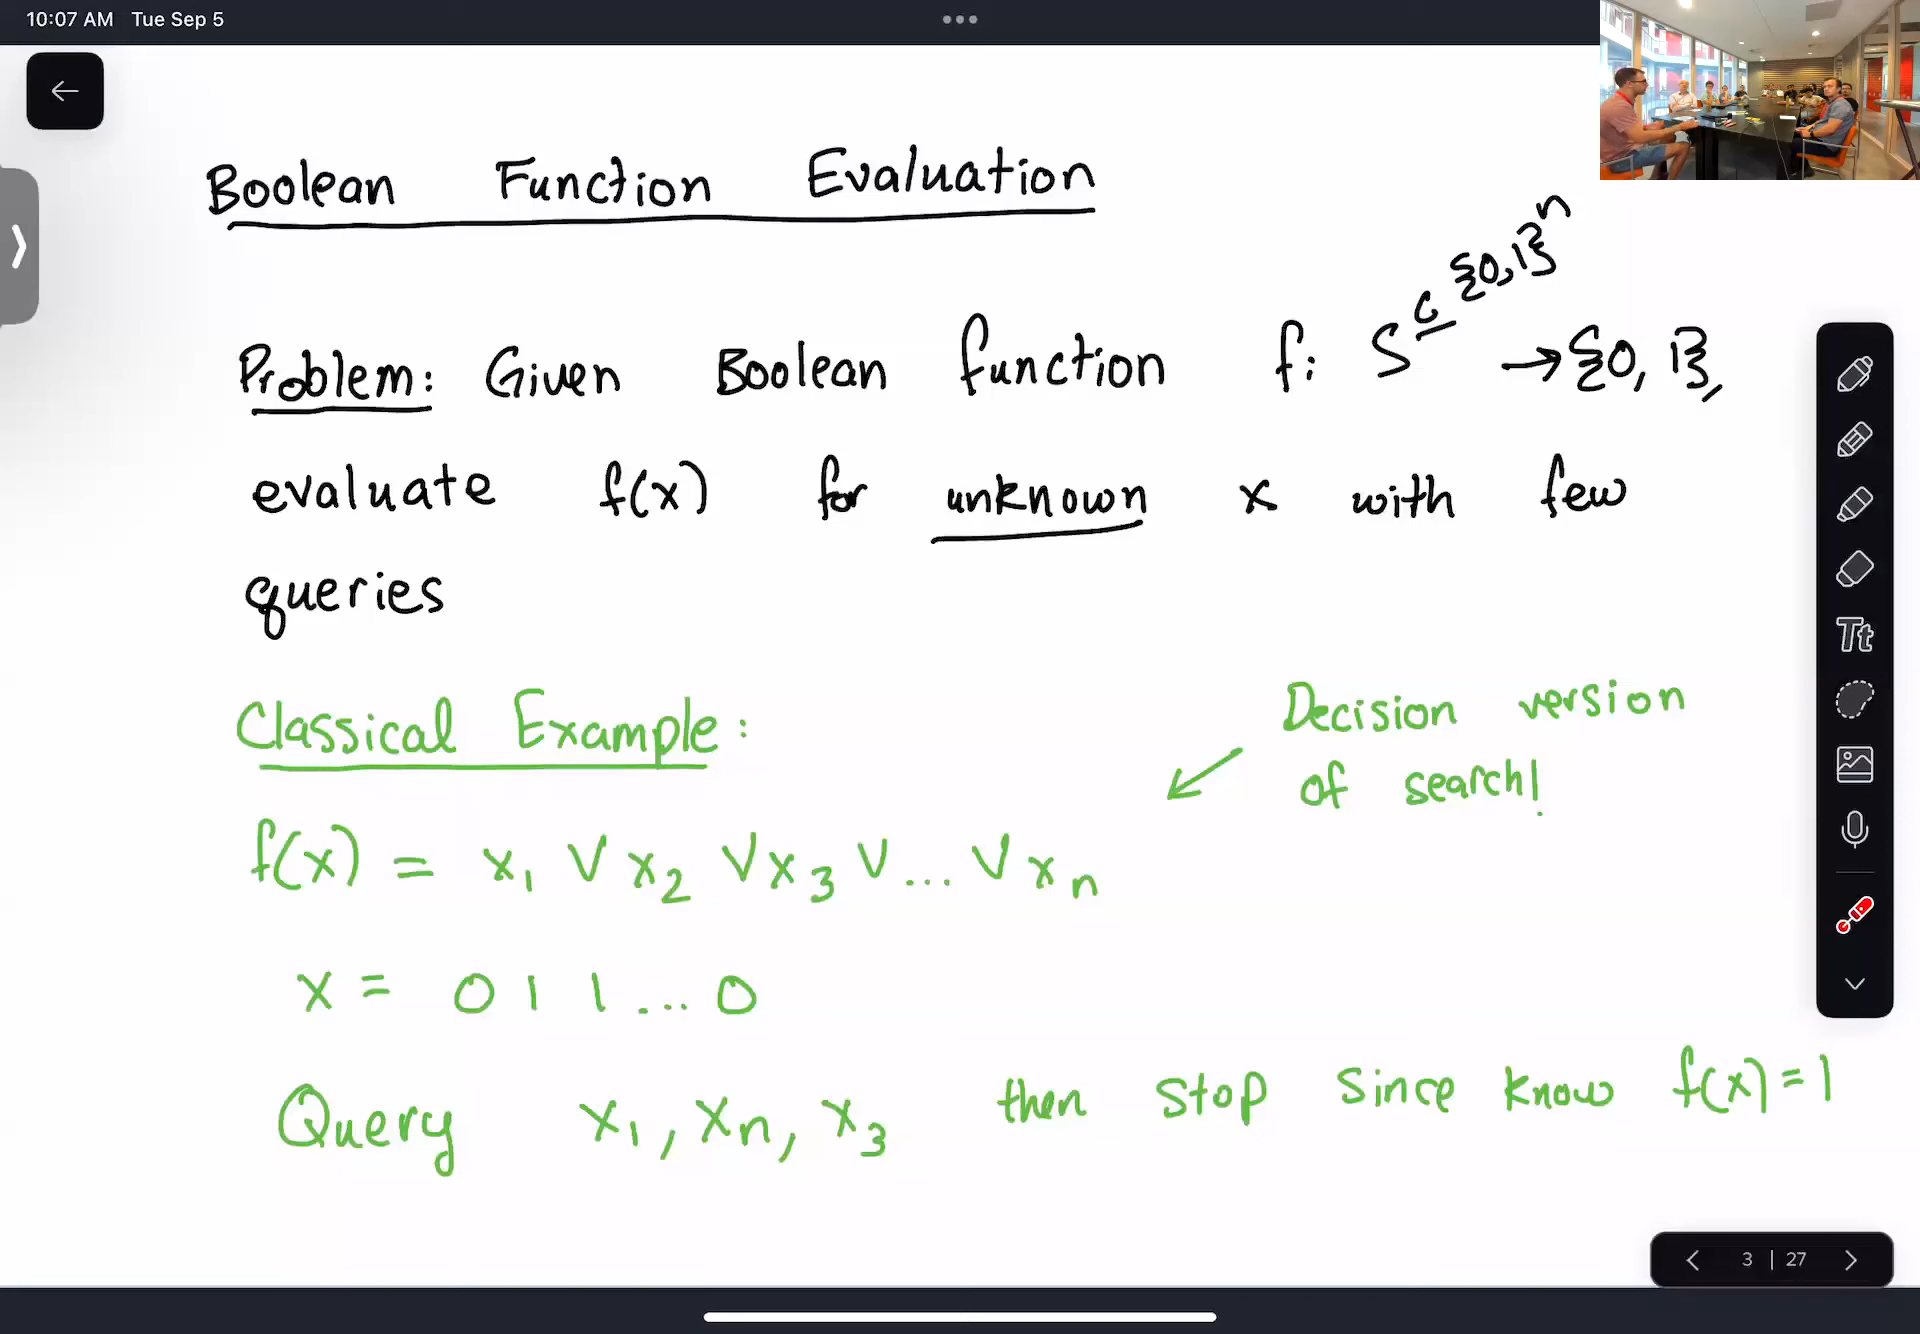 10:07 AM Tue Sep 5
Boolean Function Evaluation
Problem: Given Boolean function f: S ⊆ {0,1}ⁿ → {0, 1},
evaluate f(x) for unknown x with few
queries
Classical Example:
Decision version
of search!
f(x) = x₁ ∨ x₂ ∨ x₃ ∨ ... ∨ xₙ
x = 0 1 1 ... 0
Query x₁, xₙ, x₃ then stop since know f(x)=1
Tt
3 | 27